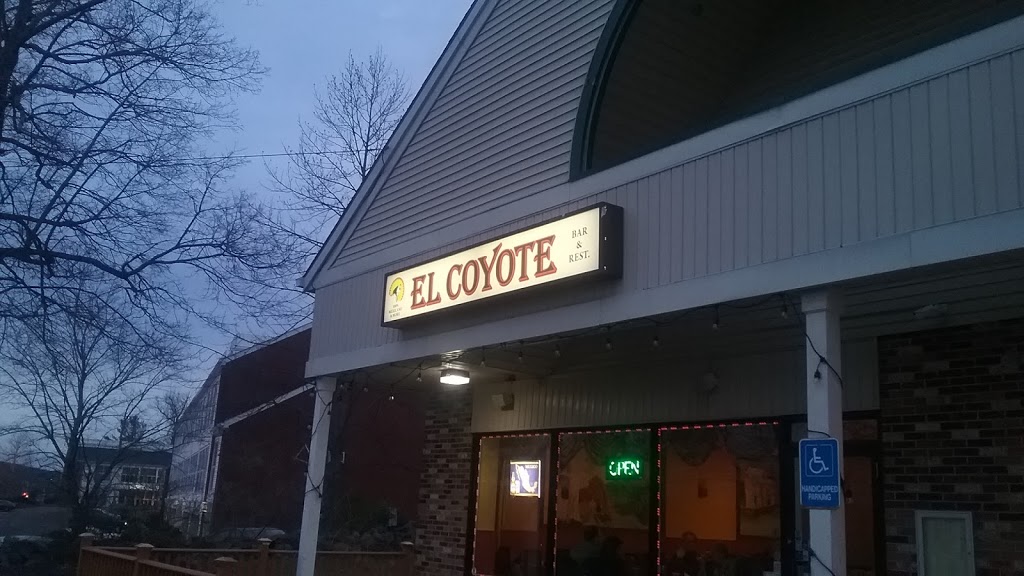 EL COYOTE
BAR
&
REST.
OPEN
HANDICAPPED
PARKING